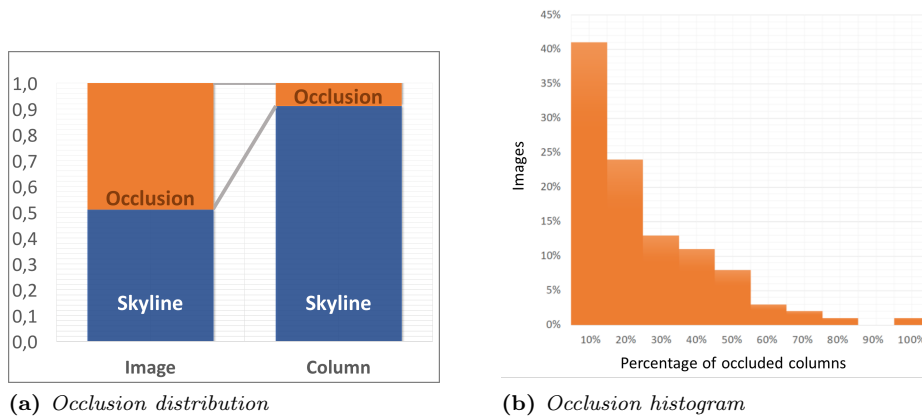 1,0
0,9
0,8
0,7
0,6
0,5
0,4
0,3
0,2
0,1
0,0
Occlusion
Skyline
Occlusion
Skyline
Image Column
(a) Occlusion distribution
45%
40%
35%
30%
25%
20%
15%
10%
5%
0%
Images
10% 20% 30% 40% 50% 60% 70% 80% 90% 100%
Percentage of occluded columns
(b) Occlusion histogram